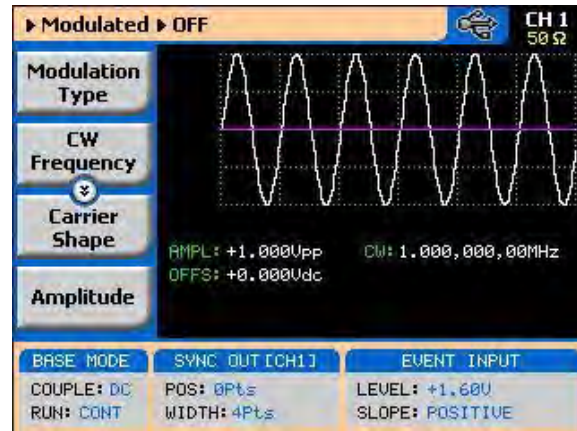 ▸ Modulated ▸ OFF
CH 1
50 Ω
Modulation
Type
CW
Frequency
Carrier
Shape
Amplitude
AMPL: +1.000Vpp
CW: 1.000,000,00MHz
OFFS: +0.000Vdc
BASE MODE
COUPLE: DC
RUN: CONT
SYNC OUT[CH1]
POS: 0Pts
WIDTH: 4Pts
EVENT INPUT
LEVEL: +1.60V
SLOPE: POSITIVE